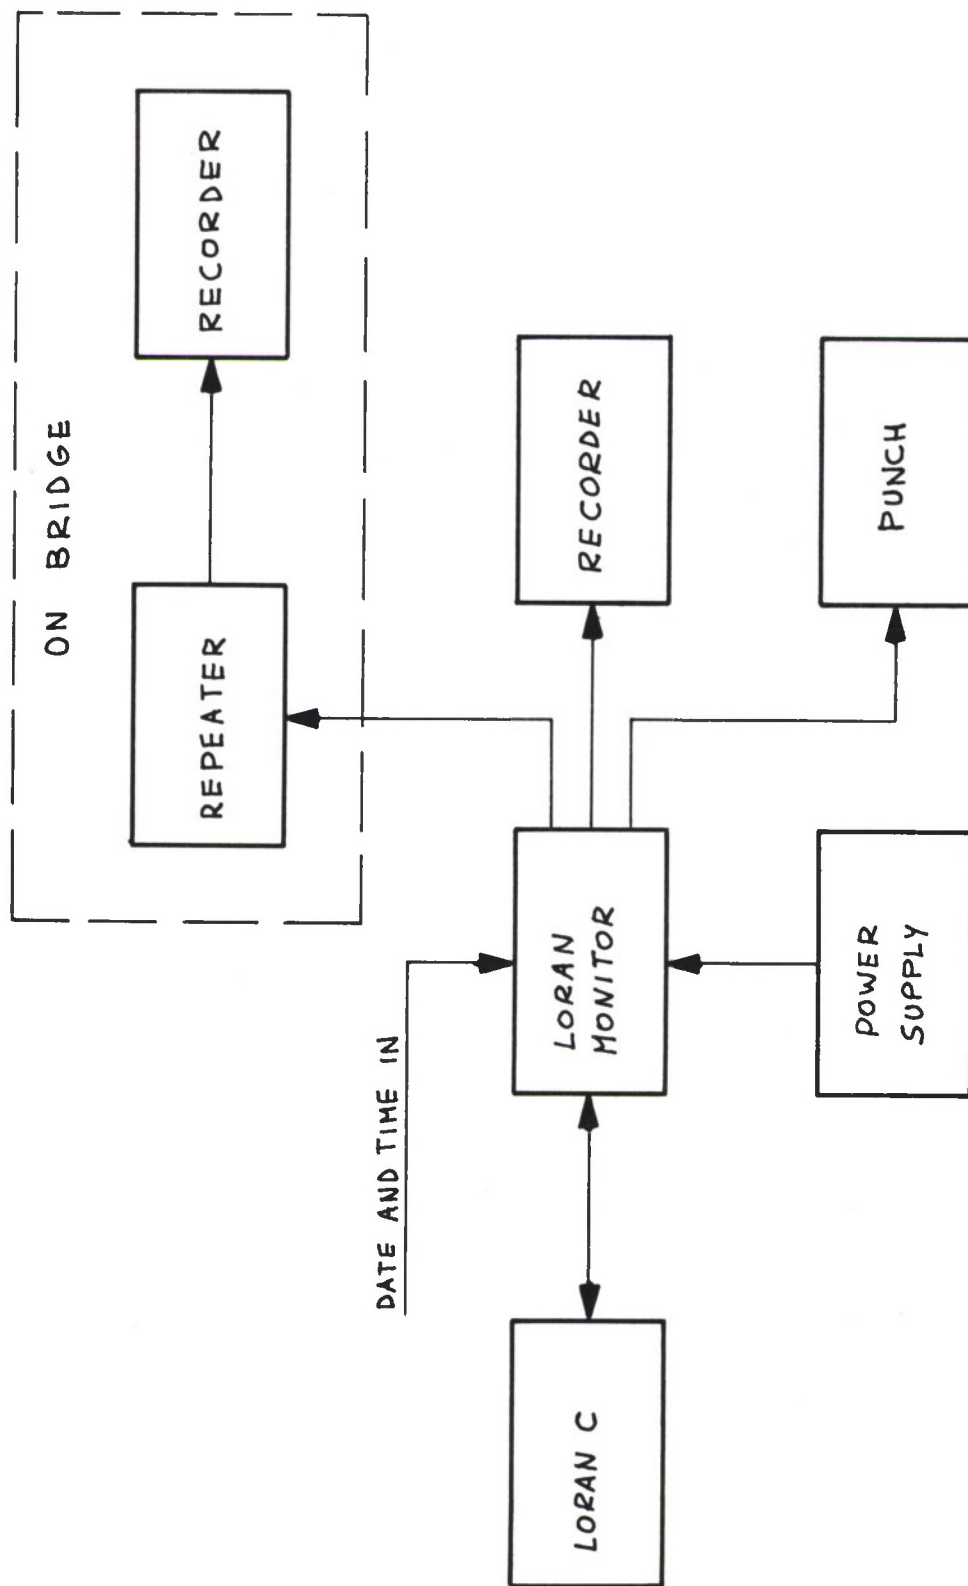 ON BRIDGE
REPEATER
RECORDER
DATE AND TIME IN
LORAN C
LORAN
MONITOR
RECORDER
POWER
SUPPLY
PUNCH